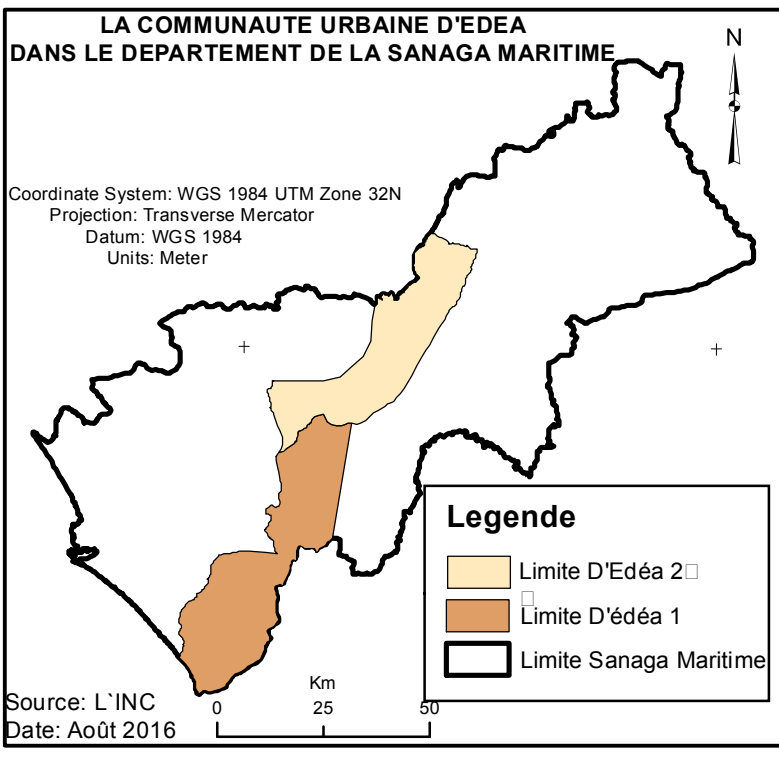 LA COMMUNAUTE URBAINE D'EDEA
DANS LE DEPARTEMENT DE LA SANAGA MARITIME
N
Coordinate System: WGS 1984 UTM Zone 32N
Projection: Transverse Mercator
Datum: WGS 1984
Units: Meter
Legende
Limite D'Edéa 2
Limite D'édéa 1
Limite Sanaga Maritime
Km
0 25 50
Source: L`INC
Date: Août 2016